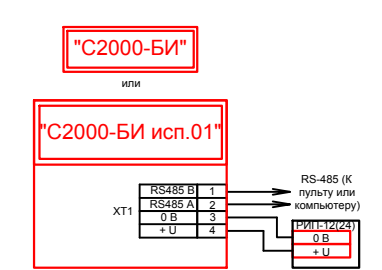 "С2000-БИ"
или
"С2000-БИ исп.01"
RS-485 (К
пульту или
компьютеру)
XT1
RS485 B 1
RS485 A 2
0 В 3
+ U 4
РИП-12(24)
0 В
+ U